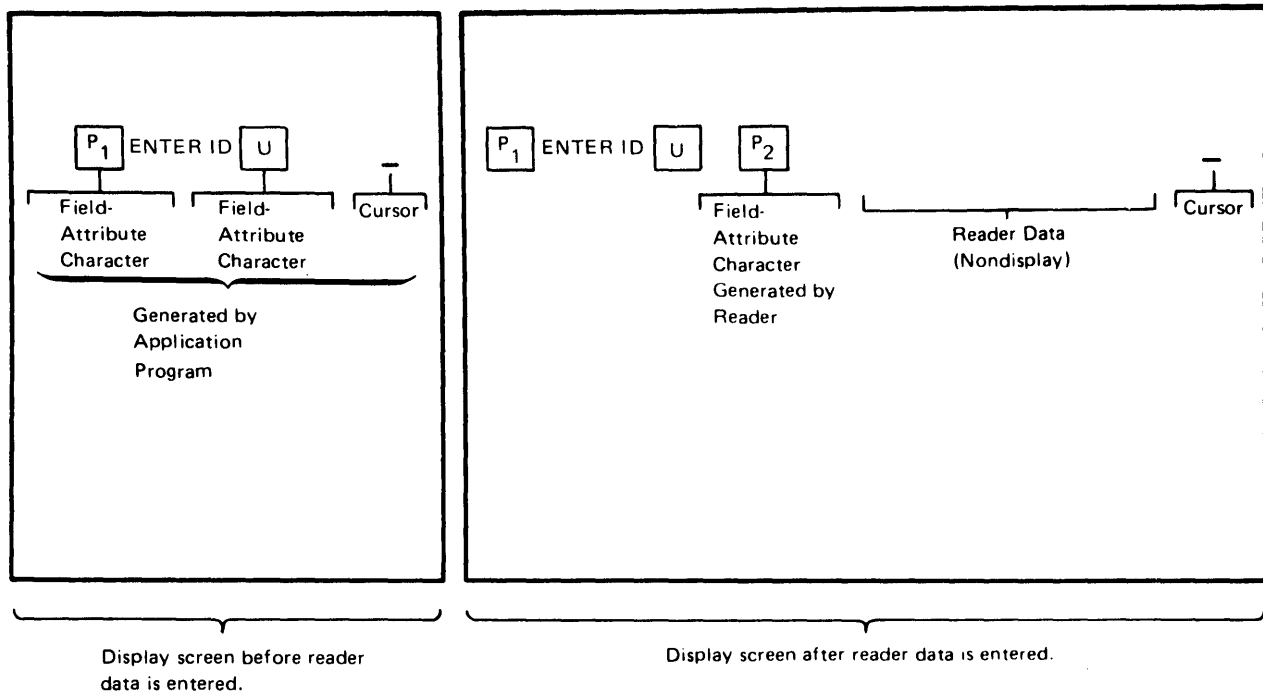 P1 ENTER ID U
Field-
Attribute
Character
Field-
Attribute
Character
Cursor
Generated by
Application
Program
Display screen before reader
data is entered.
P1 ENTER ID U P2
Field-
Attribute
Character
Generated by
Reader
Reader Data
(Nondisplay)
Cursor
Display screen after reader data is entered.